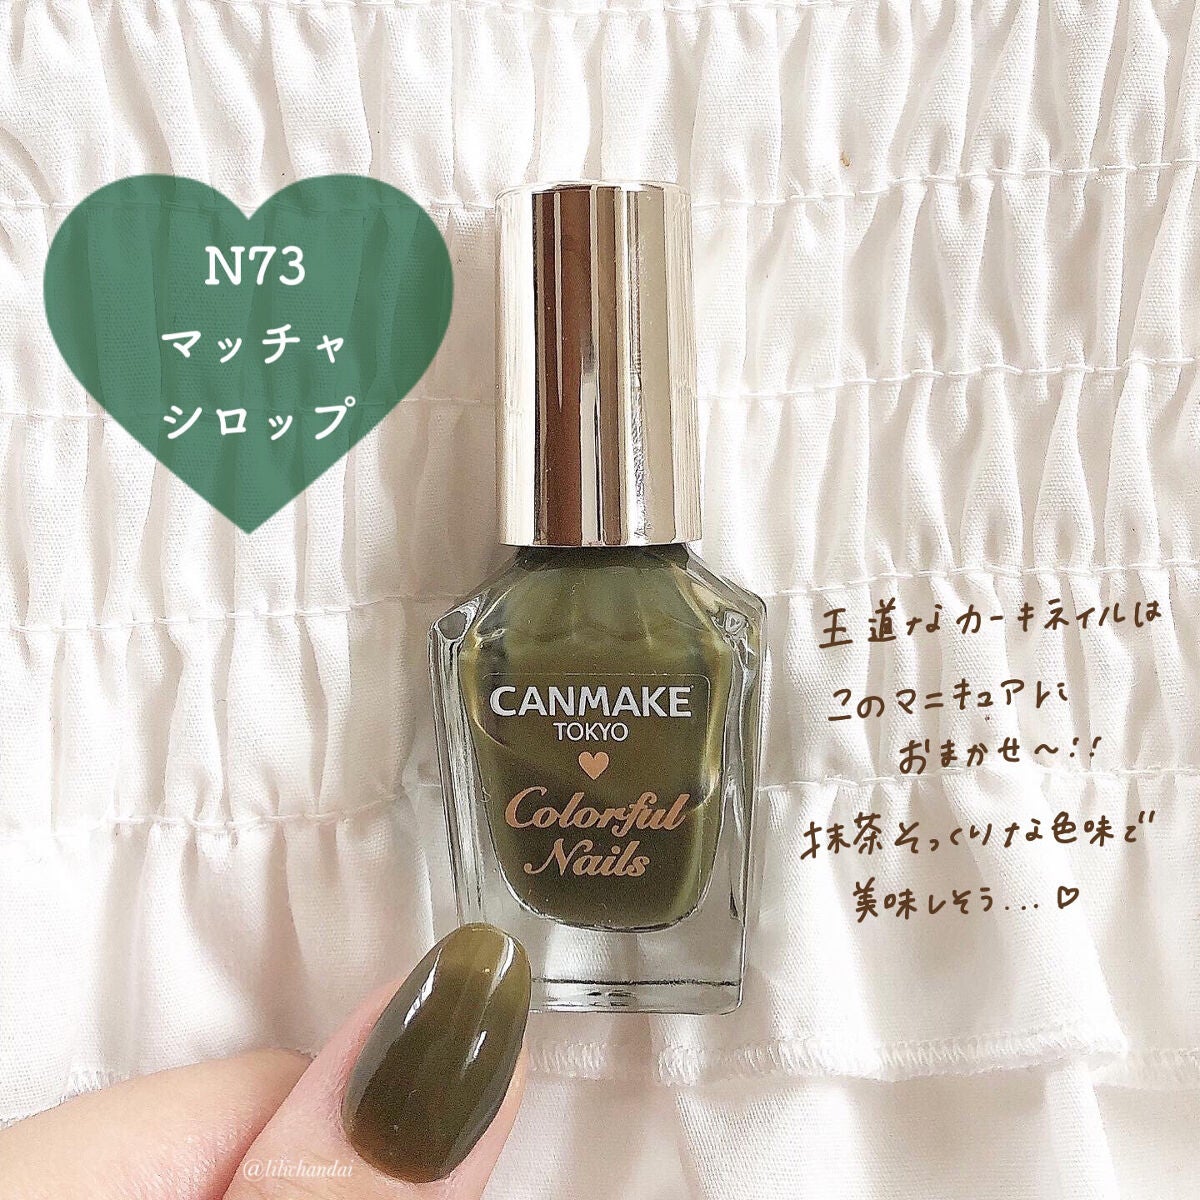 N73
マッチャ
シロップ
CANMAKE
TOKYO
Colorful
Nails
王道なカーキネイルは
このマニキュアに
おまかせ〜!!
抹茶そっくりな色味で
美味しそう...♡
@lilichandai